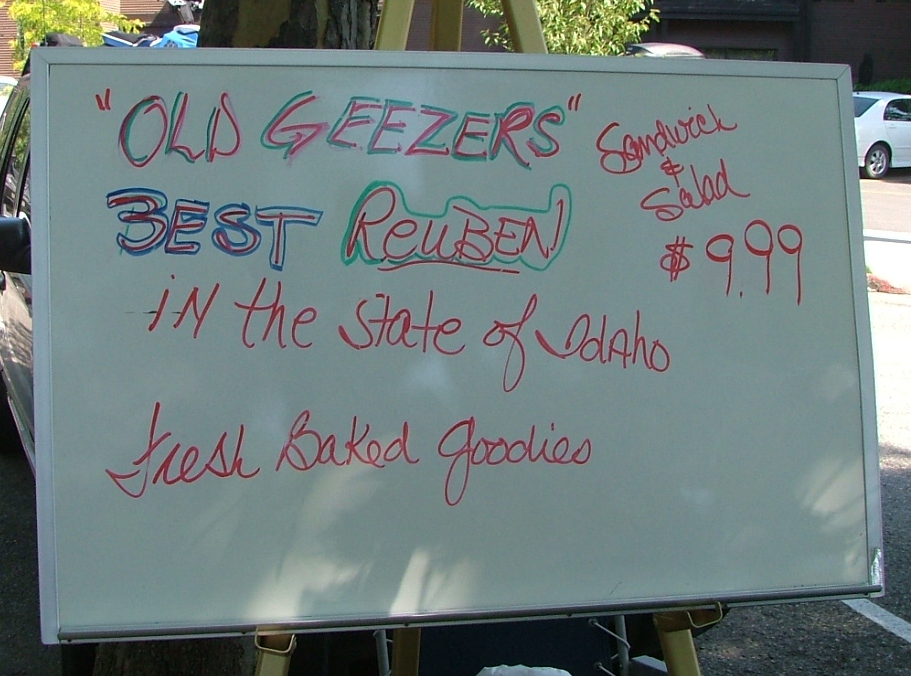 "OLD GEEZERS"
BEST ReuBEN
iN the State of IdAho
Fresh Baked Goodies
Sandwich
&
Salad
$9.99